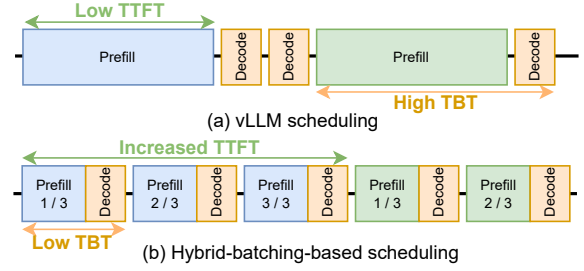 Low TTFT
Prefill
Decode
Decode
Prefill
Decode
High TBT
(a) vLLM scheduling
Increased TTFT
Prefill
1 / 3
Decode
Prefill
2 / 3
Decode
Prefill
3 / 3
Decode
Prefill
1 / 3
Decode
Prefill
2 / 3
Decode
Low TBT
(b) Hybrid-batching-based scheduling